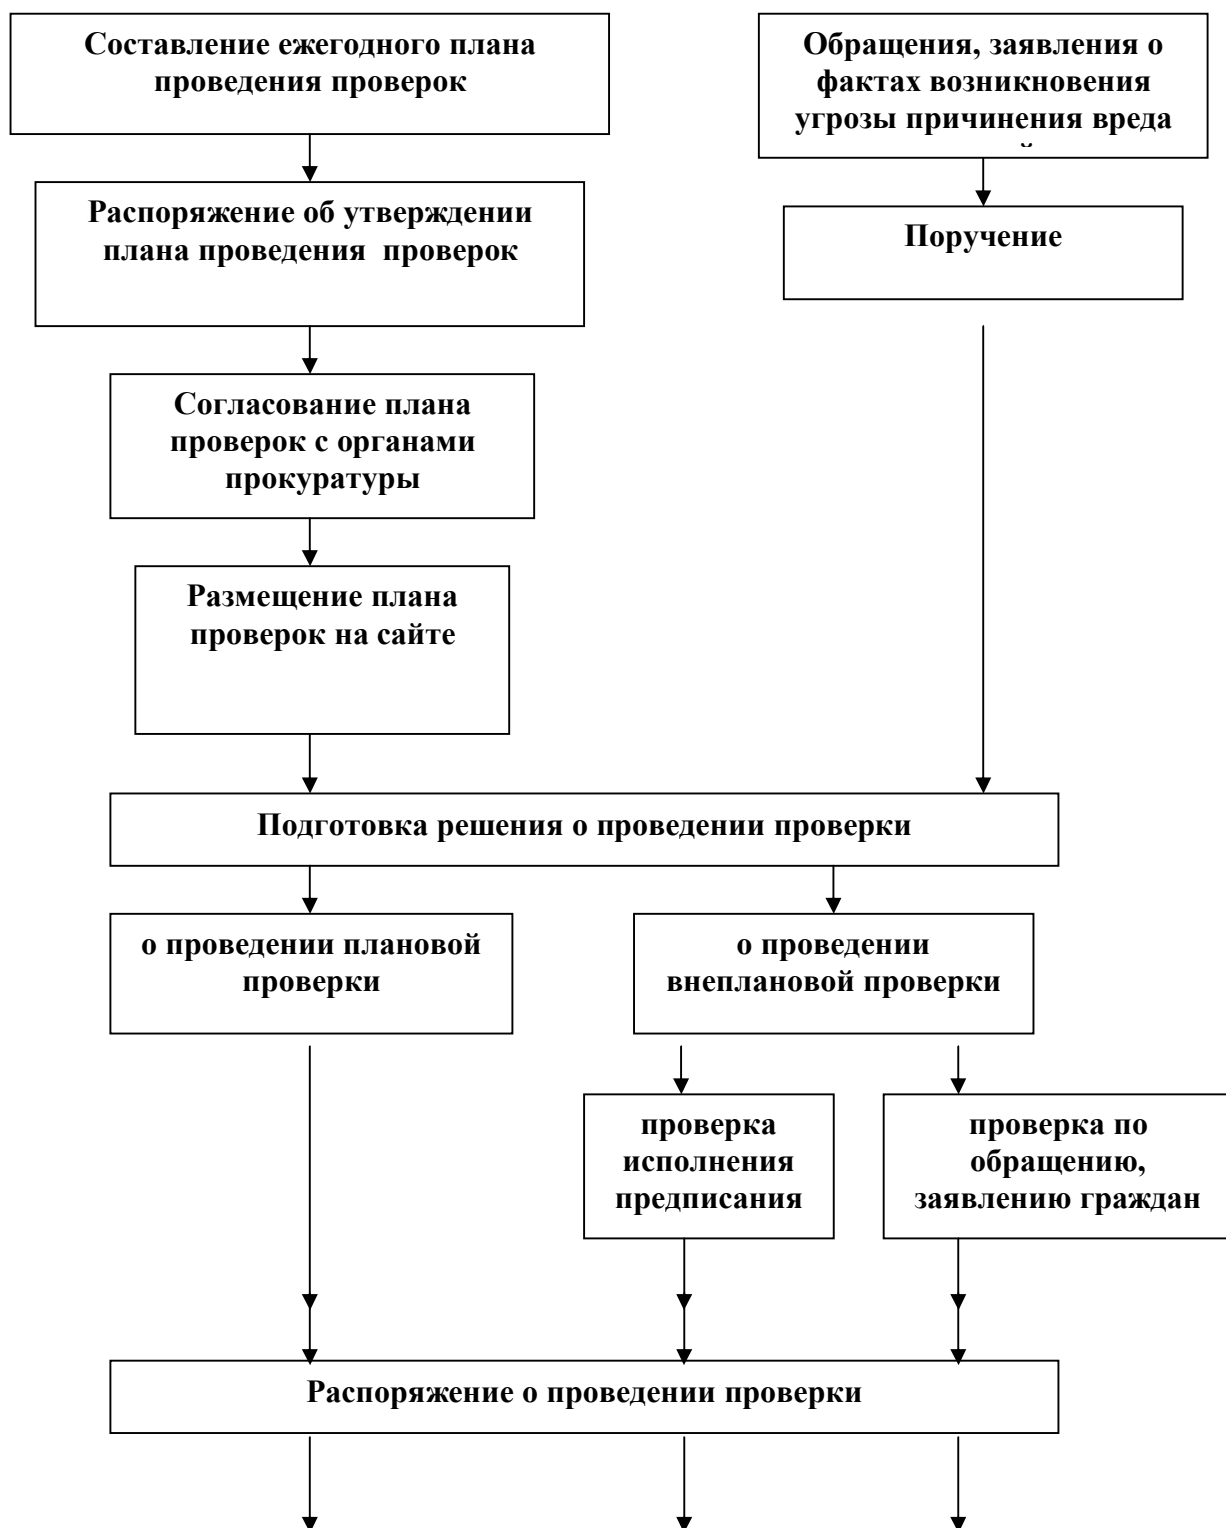 Составление ежегодного плана
проведения проверок
Обращения, заявления о
фактах возникновения
угрозы причинения вреда
Распоряжение об утверждении
плана проведения  проверок
Поручение
Согласование плана
проверок с органами
прокуратуры
Размещение плана
проверок на сайте
Подготовка решения о проведении проверки
о проведении плановой
проверки
о проведении
внеплановой проверки
проверка
исполнения
предписания
проверка по
обращению,
заявлению граждан
Распоряжение о проведении проверки